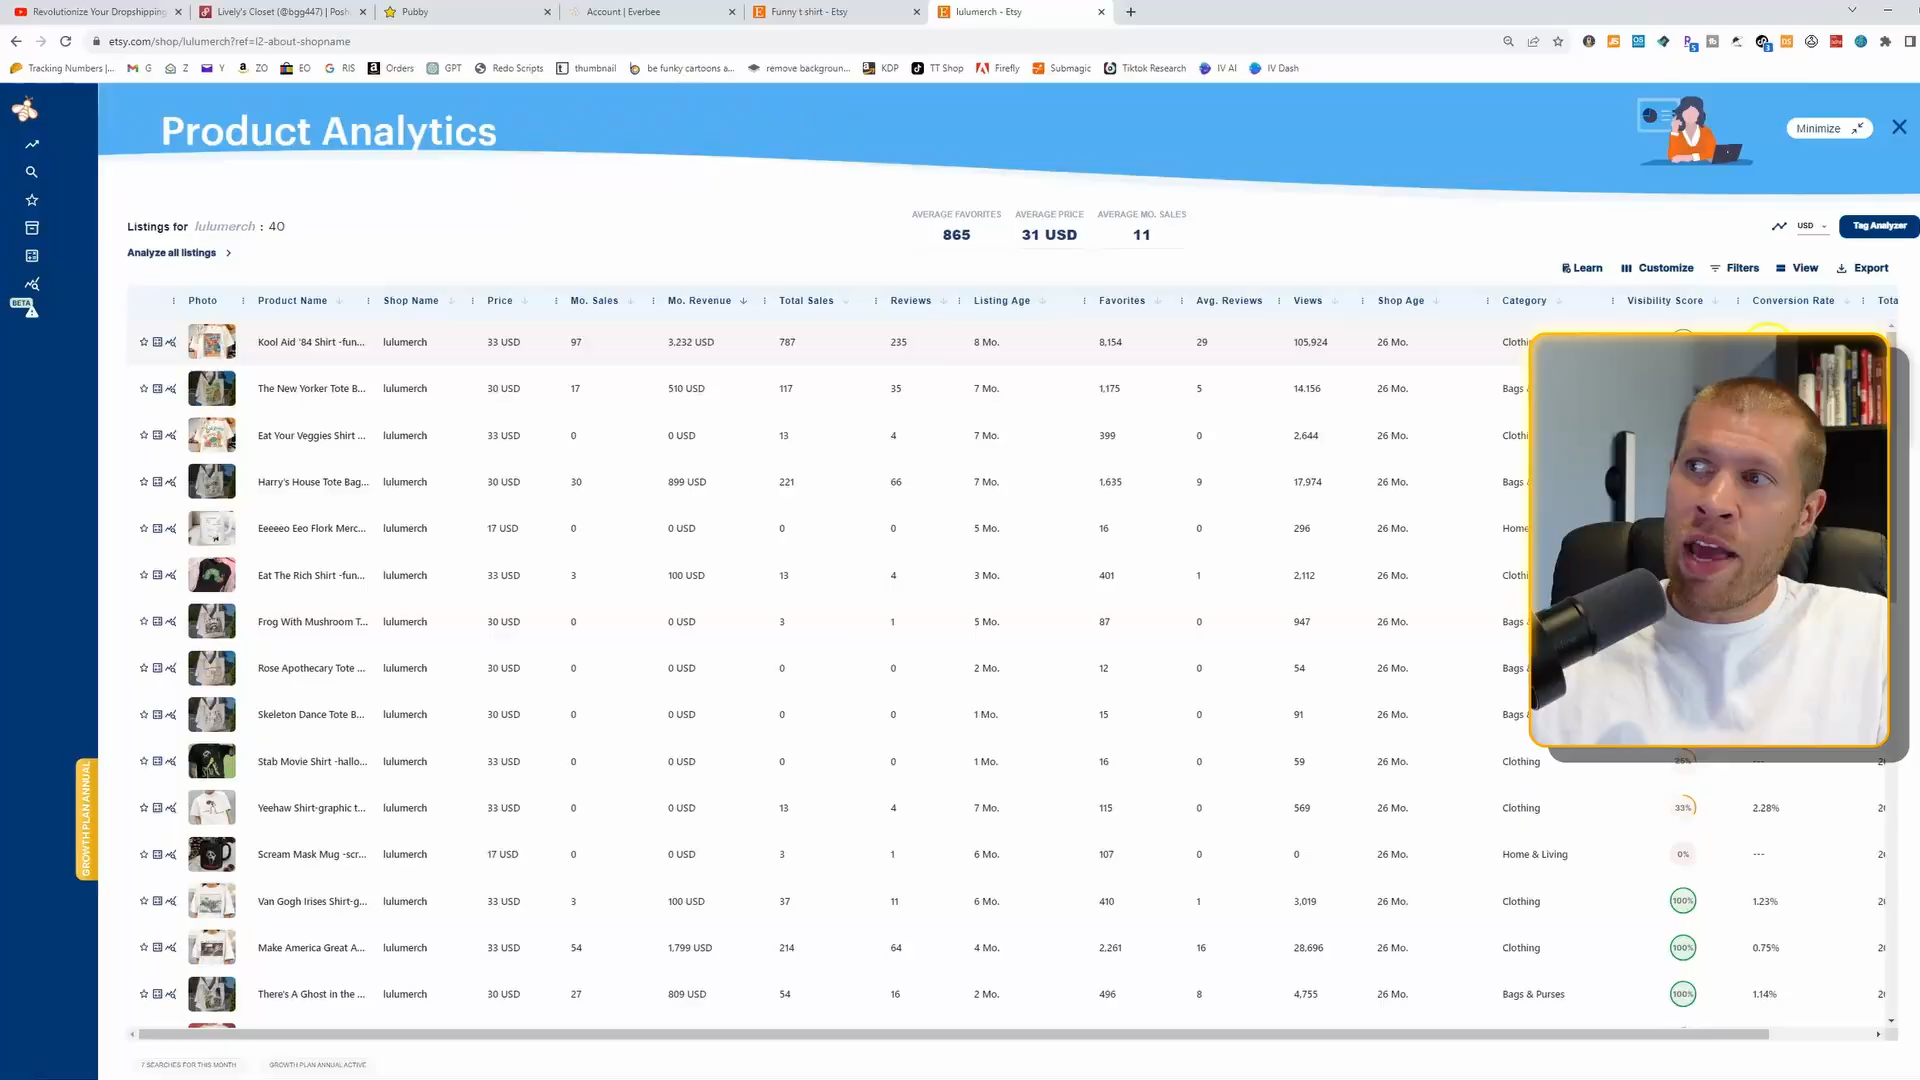 Revolutionize Your Dropshipping
Lively's Closet (@bgg447) | Posh
Pubby
Account | Everbee
Funny t shirt - Etsy
lulumerch - Etsy
etsy.com/shop/lulumerch?ref=l2-about-shopname
Tracking Numbers |...
G
Z
Y
ZO
EO
RIS
Orders
GPT
Redo Scripts
thumbnail
be funky cartoons a...
remove backgroun...
KDP
TT Shop
Firefly
Submagic
Tiktok Research
IV AI
IV Dash
Product Analytics
Minimize
Listings for lulumerch : 40
Analyze all listings
AVERAGE FAVORITES AVERAGE PRICE AVERAGE MO. SALES
865 31 USD 11
USD
Tag Analyzer
Learn Customize Filters View Export
BETA
Photo Product Name Shop Name Price Mo. Sales Mo. Revenue Total Sales Reviews Listing Age Favorites Avg. Reviews Views Shop Age Category Visibility Score Conversion Rate Tota
Kool Aid '84 Shirt -fun... lulumerch 33 USD 97 3,232 USD 787 235 8 Mo. 8,154 29 105,924 26 Mo. Clothi
The New Yorker Tote B... lulumerch 30 USD 17 510 USD 117 35 7 Mo. 1,175 5 14,156 26 Mo. Bags &
Eat Your Veggies Shirt ... lulumerch 33 USD 0 0 USD 13 4 7 Mo. 399 0 2,644 26 Mo. Clothi
Harry's House Tote Bag... lulumerch 30 USD 30 899 USD 221 66 7 Mo. 1,635 9 17,974 26 Mo. Bags &
Eeeeeo Eeo Flork Merc... lulumerch 17 USD 0 0 USD 0 0 5 Mo. 16 0 296 26 Mo. Home
Eat The Rich Shirt -fun... lulumerch 33 USD 3 100 USD 13 4 3 Mo. 401 1 2,112 26 Mo. Clothi
Frog With Mushroom T... lulumerch 30 USD 0 0 USD 3 1 5 Mo. 87 0 947 26 Mo. Bags &
Rose Apothecary Tote ... lulumerch 30 USD 0 0 USD 0 0 2 Mo. 12 0 54 26 Mo. Bags &
Skeleton Dance Tote B... lulumerch 30 USD 0 0 USD 0 0 1 Mo. 15 0 91 26 Mo. Bags &
Stab Movie Shirt -hallo... lulumerch 33 USD 0 0 USD 0 0 1 Mo. 16 0 59 26 Mo. Clothing 25% ---
Yeehaw Shirt-graphic t... lulumerch 33 USD 0 0 USD 13 4 7 Mo. 115 0 569 26 Mo. Clothing 33% 2.28%
Scream Mask Mug -scr... lulumerch 17 USD 0 0 USD 3 1 6 Mo. 107 0 0 26 Mo. Home & Living 0% ---
Van Gogh Irises Shirt-g... lulumerch 33 USD 3 100 USD 37 11 6 Mo. 410 1 3,019 26 Mo. Clothing 100% 1.23%
Make America Great A... lulumerch 33 USD 54 1,799 USD 214 64 4 Mo. 2,261 16 28,696 26 Mo. Clothing 100% 0.75%
There's A Ghost in the ... lulumerch 30 USD 27 809 USD 54 16 2 Mo. 496 8 4,755 26 Mo. Bags & Purses 100% 1.14%
GROWTH PLAN ANNUAL
7 SEARCHES FOR THIS MONTH GROWTH PLAN ANNUAL ACTIVE